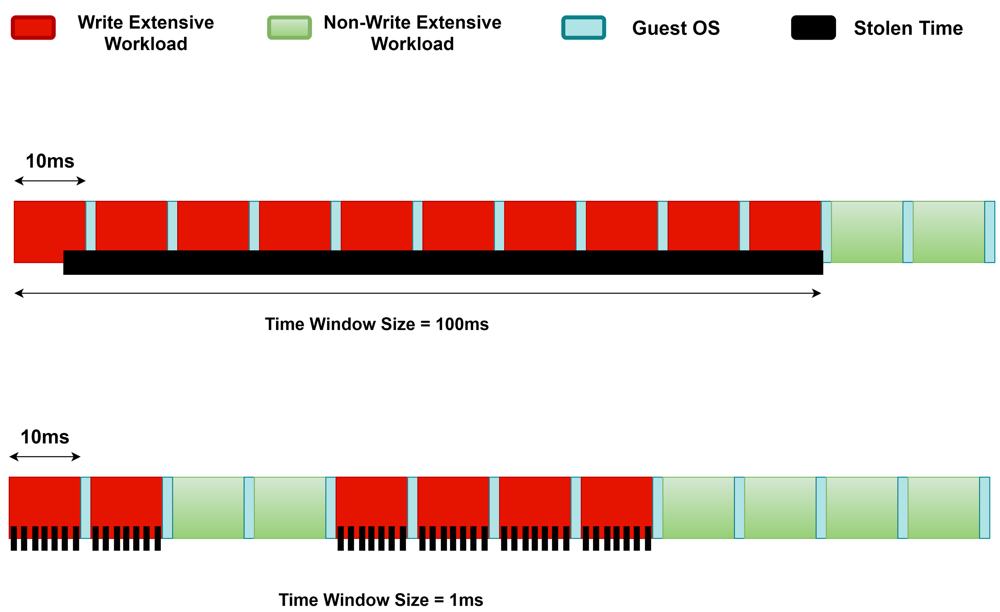 Write Extensive
Workload
Non-Write Extensive
Workload
Guest OS
Stolen Time
10ms
Time Window Size = 100ms
10ms
Time Window Size = 1ms